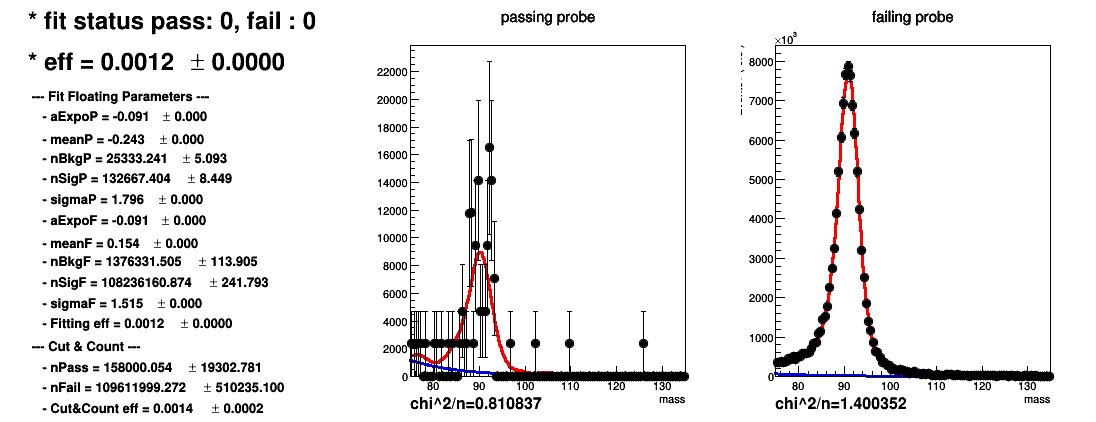 * fit status pass: 0, fail : 0
* eff = 0.0012 ± 0.0000
--- Fit Floating Parameters ---
- aExpoP = -0.091 ± 0.000
- meanP = -0.243 ± 0.000
- nBkgP = 25333.241 ± 5.093
- nSigP = 132667.404 ± 8.449
- sigmaP = 1.796 ± 0.000
- aExpoF = -0.091 ± 0.000
- meanF = 0.154 ± 0.000
- nBkgF = 1376331.505 ± 113.905
- nSigF = 108236160.874 ± 241.793
- sigmaF = 1.515 ± 0.000
- Fitting eff = 0.0012 ± 0.0000
--- Cut & Count ---
- nPass = 158000.054 ± 19302.781
- nFail = 109611999.272 ± 510235.100
- Cut&Count eff = 0.0014 ± 0.0002
passing probe
22000
20000
18000
16000
14000
12000
10000
8000
6000
4000
2000
0
80 90 100 110 120 130
mass
chi^2/n=0.810837
failing probe
×10³
8000
7000
6000
5000
4000
3000
2000
1000
0
80 90 100 110 120 130
mass
chi^2/n=1.400352